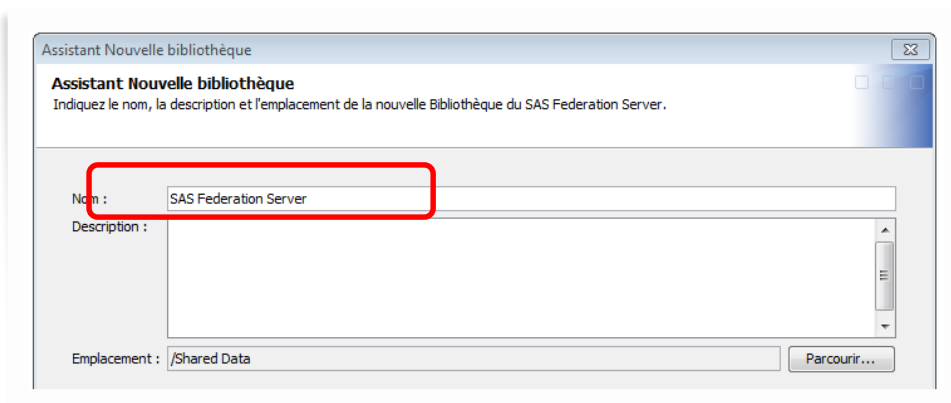 Assistant Nouvelle bibliothèque
Assistant Nouvelle bibliothèque
Indiquez le nom, la description et l'emplacement de la nouvelle Bibliothèque du SAS Federation Server.
Nom : SAS Federation Server
Description :
Emplacement : /Shared Data Parcourir...